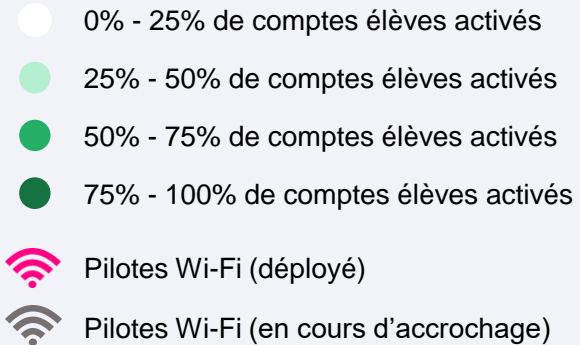 0% - 25% de comptes élèves activés
25% - 50% de comptes élèves activés
50% - 75% de comptes élèves activés
75% - 100% de comptes élèves activés
Pilotes Wi-Fi (déployé)
Pilotes Wi-Fi (en cours d’accrochage)